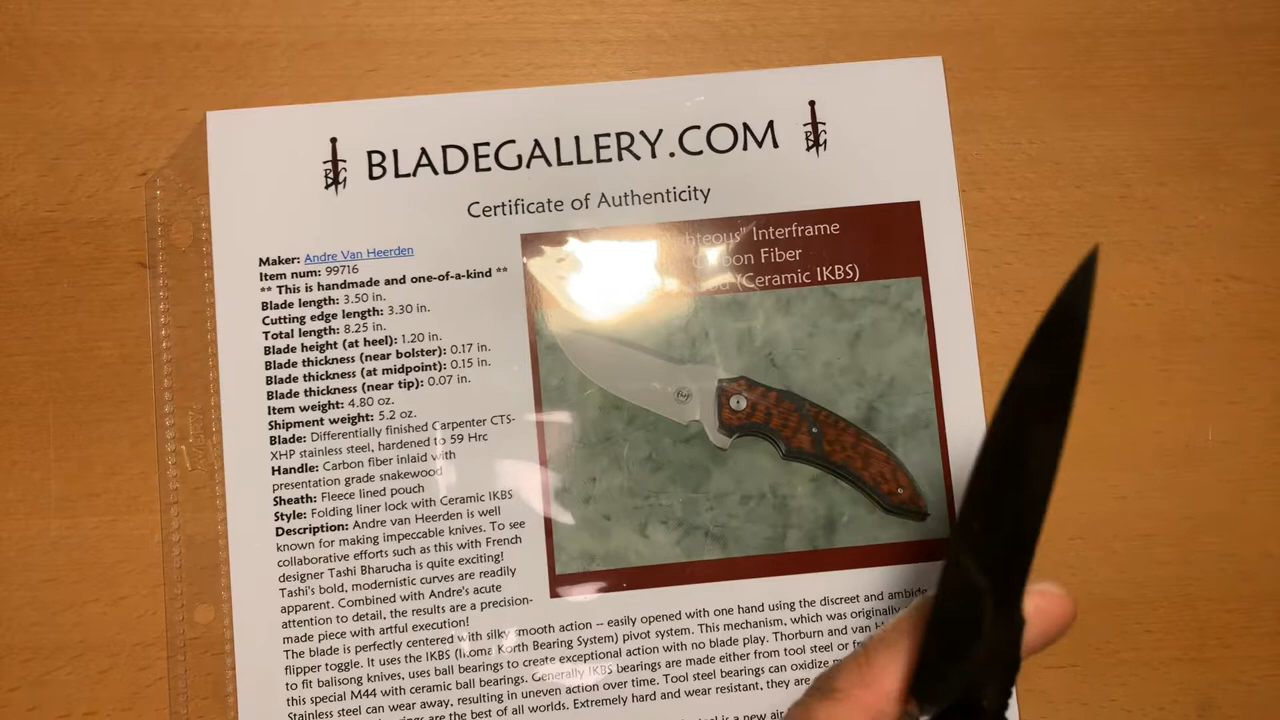 BLADEGALLERY.COM
Certificate of Authenticity
Maker: Andre Van Heerden
Item num: 99716
** This is handmade and one-of-a-kind **
Blade length: 3.50 in.
Cutting edge length: 3.30 in.
Total length: 8.25 in.
Blade height (at heel): 1.20 in.
Blade thickness (near bolster): 0.17 in.
Blade thickness (at midpoint): 0.15 in.
Blade thickness (near tip): 0.07 in.
Item weight: 4.80 oz.
Shipment weight: 5.2 oz.
Blade: Differentially finished Carpenter CTS-
XHP stainless steel, hardened to 59 Hrc
Handle: Carbon fiber inlaid with
presentation grade snakewood
Sheath: Fleece lined pouch
Style: Folding liner lock with Ceramic IKBS
Description: Andre van Heerden is well
known for making impeccable knives. To see
collaborative efforts such as this with French
designer Tashi Bharucha is quite exciting!
Tashi's bold, modernistic curves are readily
apparent. Combined with Andre's acute
attention to detail, the results are a precision-
made piece with artful execution!
Interframe
Fiber
(Ceramic IKBS)
The blade is perfectly centered with silky smooth action -- easily opened with one hand using the discreet and
flipper toggle. It uses the IKBS (Ikoma Korth Bearing System) pivot system. This mechanism, which was originally
to fit balisong knives, uses ball bearings to create exceptional action with no blade play. Thorburn and van
this special M44 with ceramic ball bearings. Generally IKBS bearings are made either from tool steel or
Stainless steel can wear away, resulting in uneven action over time. Tool steel bearings can oxidize
are the best of all worlds. Extremely hard and wear resistant, they are
is a new